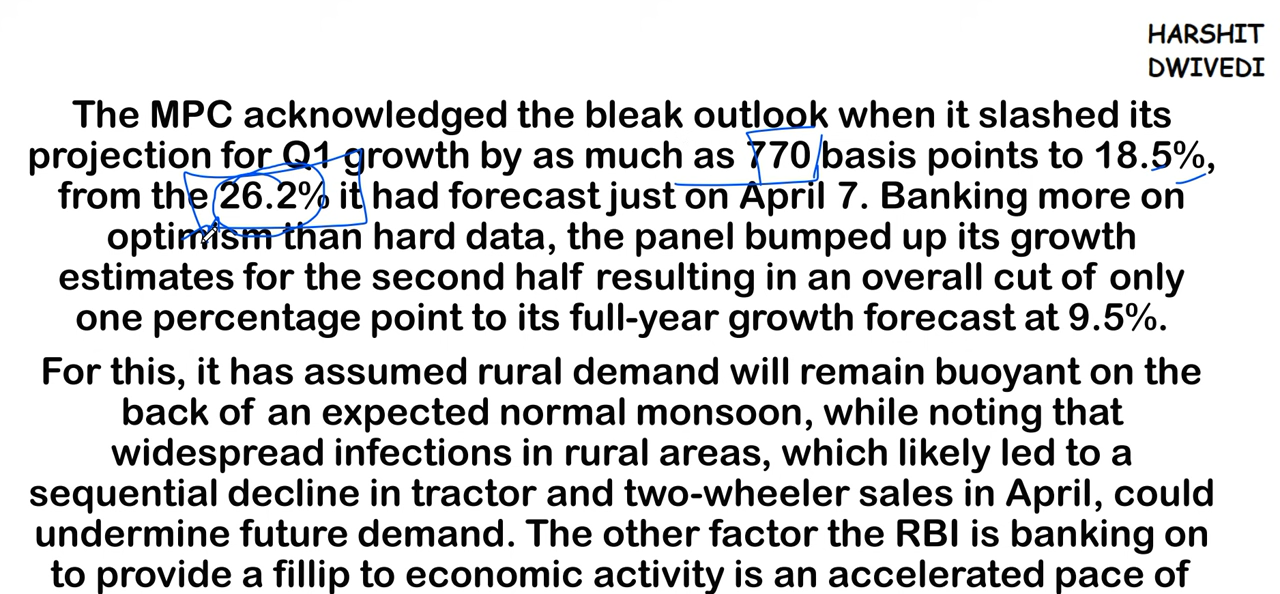 HARSHIT
DWIVEDI
The MPC acknowledged the bleak outlook when it slashed its
projection for Q1 growth by as much as 770 basis points to 18.5%,
from the 26.2% it had forecast just on April 7. Banking more on
optimism than hard data, the panel bumped up its growth
estimates for the second half resulting in an overall cut of only
one percentage point to its full-year growth forecast at 9.5%.
For this, it has assumed rural demand will remain buoyant on the
back of an expected normal monsoon, while noting that
widespread infections in rural areas, which likely led to a
sequential decline in tractor and two-wheeler sales in April, could
undermine future demand. The other factor the RBI is banking on
to provide a fillip to economic activity is an accelerated pace of